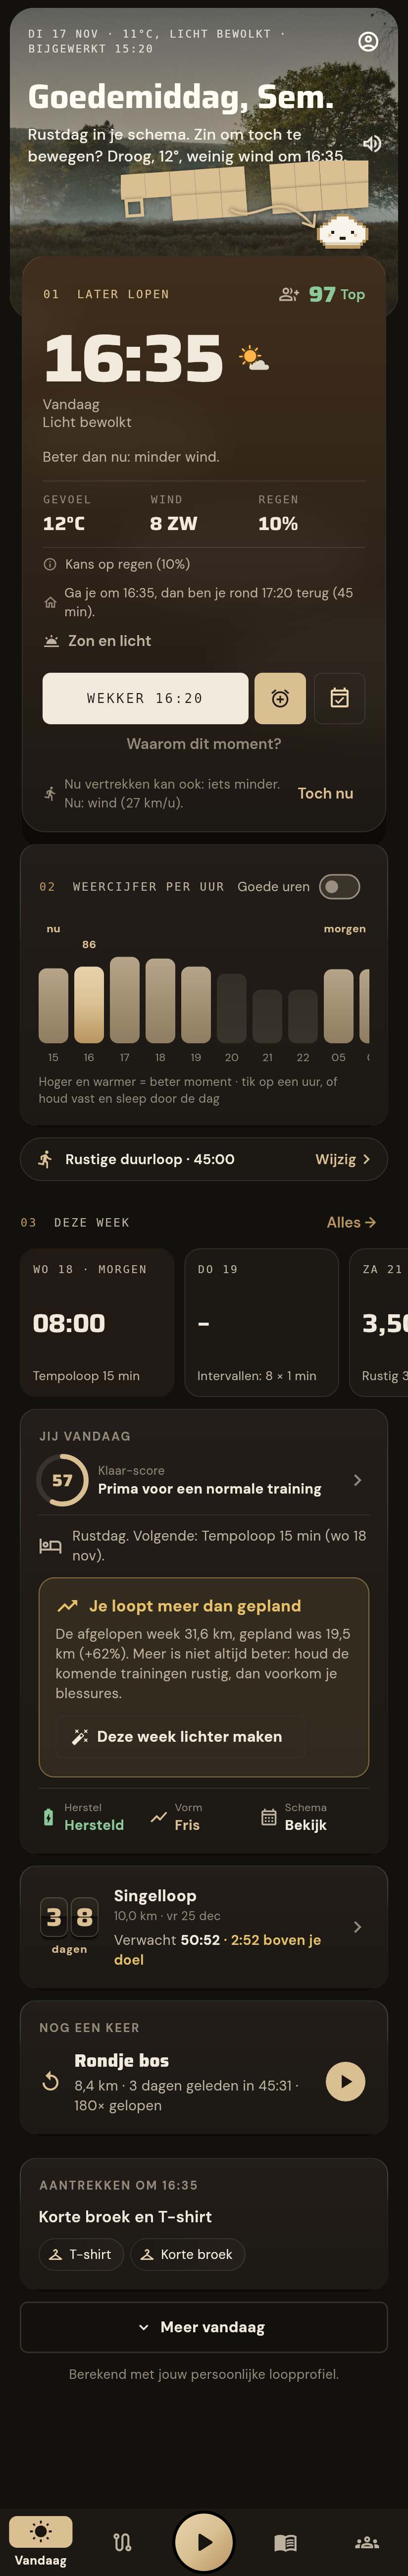 DI 17 NOV · 11°C, LICHT BEWOLKT ·
BIJGEWERKT 15:20
Goedemiddag, Sem.
Rustdag in je schema. Zin om toch te
bewegen? Droog, 12°, weinig wind om 16:35.
01 LATER LOPEN
97 Top
16:35
Vandaag
Licht bewolkt
Beter dan nu: minder wind.
GEVOEL WIND REGEN
12°C 8 ZW 10%
Kans op regen (10%)
Ga je om 16:35, dan ben je rond 17:20 terug (45
min).
Zon en licht
WEKKER 16:20
Waarom dit moment?
Nu vertrekken kan ook: iets minder.
Nu: wind (27 km/u).
Toch nu
02 WEERCIJFER PER UUR Goede uren
nu morgen
86
15 16 17 18 19 20 21 22 05
Hoger en warmer = beter moment · tik op een uur, of
houd vast en sleep door de dag
Rustige duurloop · 45:00 Wijzig
03 DEZE WEEK Alles →
WO 18 · MORGEN DO 19 ZA 21
08:00 – 3,50
Tempoloop 15 min Intervallen: 8 × 1 min Rustig 3
JIJ VANDAAG
57
Klaar-score
Prima voor een normale training
Rustdag. Volgende: Tempoloop 15 min (wo 18
nov).
Je loopt meer dan gepland
De afgelopen week 31,6 km, gepland was 19,5
km (+62%). Meer is niet altijd beter: houd de
komende trainingen rustig, dan voorkom je
blessures.
Deze week lichter maken
Herstel Vorm Schema
Hersteld Fris Bekijk
38
dagen
Singelloop
10,0 km · vr 25 dec
Verwacht 50:52 · 2:52 boven je
doel
NOG EEN KEER
Rondje bos
8,4 km · 3 dagen geleden in 45:31 ·
180× gelopen
AANTREKKEN OM 16:35
Korte broek en T-shirt
T-shirt Korte broek
Meer vandaag
Berekend met jouw persoonlijke loopprofiel.
Vandaag